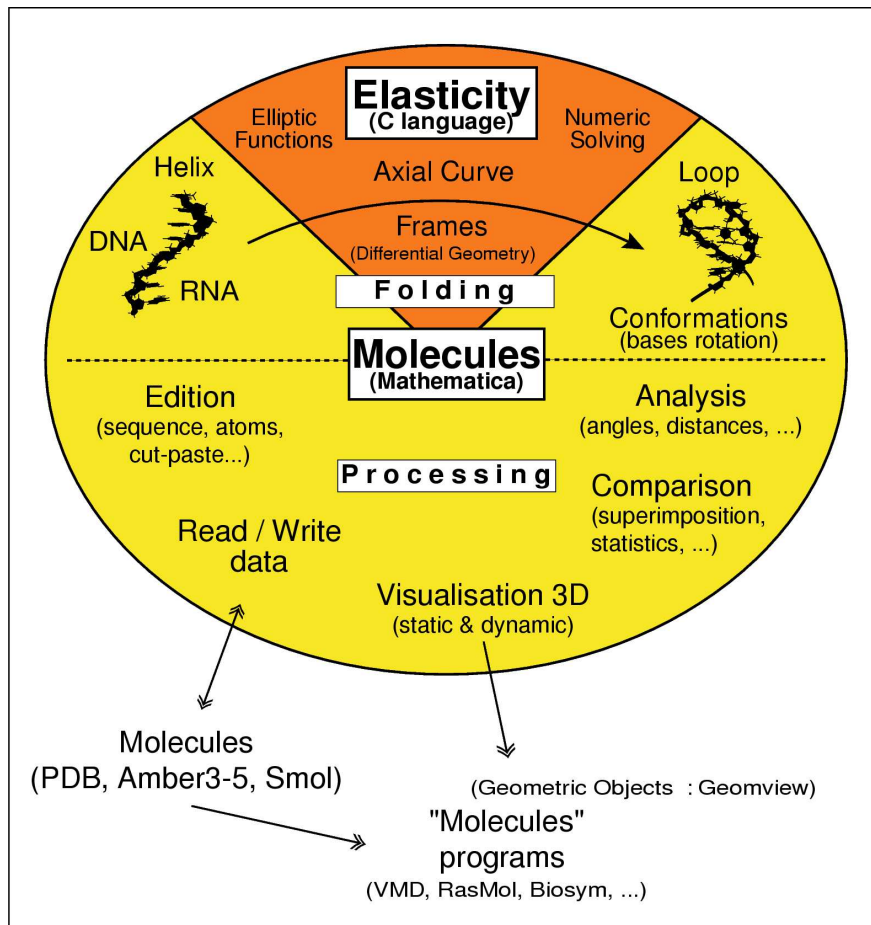 Elasticity
(C language)
Elliptic
Functions
Numeric
Solving
Axial Curve
Helix
Loop
DNA
Frames
(Differential Geometry)
RNA
Folding
Conformations
(bases rotation)
Molecules
(Mathematica)
Edition
(sequence, atoms,
cut-paste...)
Analysis
(angles, distances, ...)
Processing
Comparison
(superimposition,
statistics, ...)
Read / Write
data
Visualisation 3D
(static & dynamic)
Molecules
(PDB, Amber3-5, Smol)
(Geometric Objects : Geomview)
"Molecules"
programs
(VMD, RasMol, Biosym, ...)